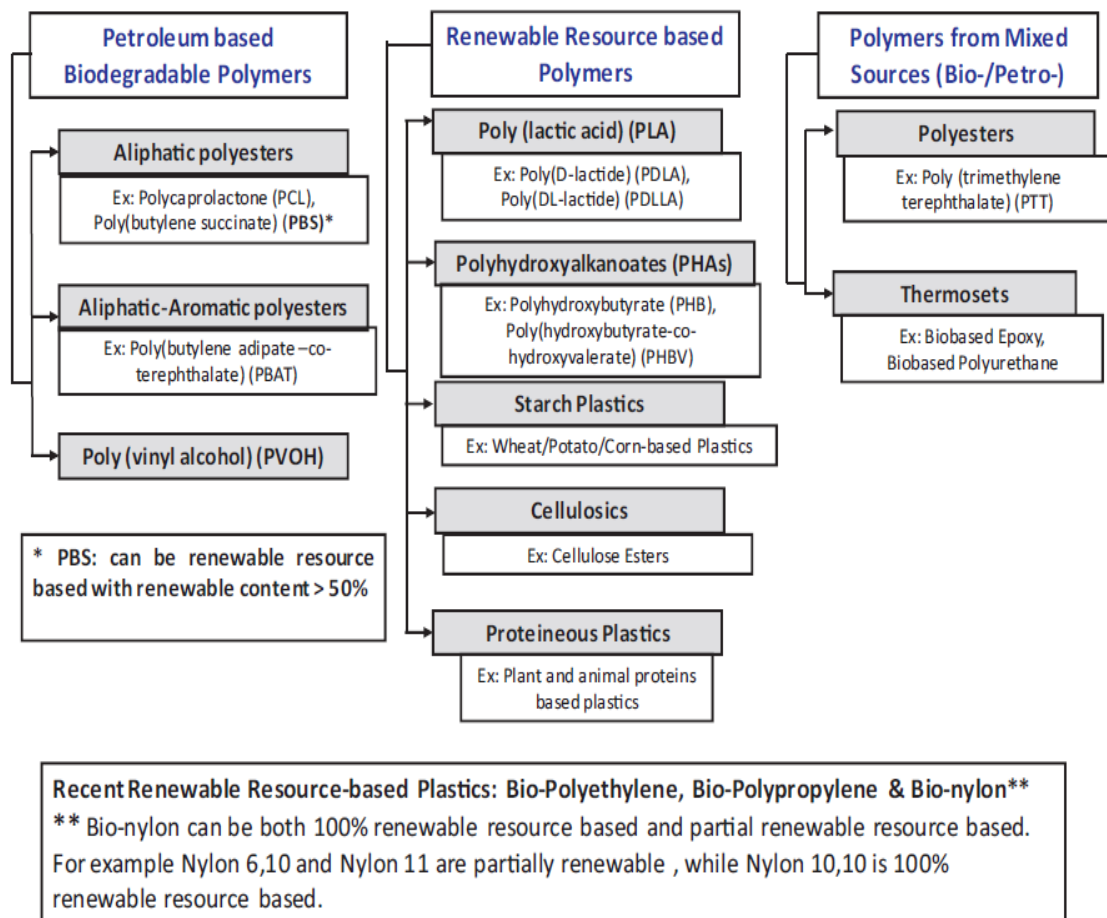 Petroleum based
Biodegradable Polymers
Aliphatic polyesters
Ex: Polycaprolactone (PCL),
Poly(butylene succinate) (PBS)*
Aliphatic-Aromatic polyesters
Ex: Poly(butylene adipate –co-
terephthalate) (PBAT)
Poly (vinyl alcohol) (PVOH)
* PBS: can be renewable resource
based with renewable content > 50%
Renewable Resource based
Polymers
Poly (lactic acid) (PLA)
Ex: Poly(D-lactide) (PDLA),
Poly(DL-lactide) (PDLLA)
Polyhydroxyalkanoates (PHAs)
Ex: Polyhydroxybutyrate (PHB),
Poly(hydroxybutyrate-co-
hydroxyvalerate) (PHBV)
Starch Plastics
Ex: Wheat/Potato/Corn-based Plastics
Cellulosics
Ex: Cellulose Esters
Proteineous Plastics
Ex: Plant and animal proteins
based plastics
Polymers from Mixed
Sources (Bio-/Petro-)
Polyesters
Ex: Poly (trimethylene
terephthalate) (PTT)
Thermosets
Ex: Biobased Epoxy,
Biobased Polyurethane
Recent Renewable Resource-based Plastics: Bio-Polyethylene, Bio-Polypropylene & Bio-nylon**
** Bio-nylon can be both 100% renewable resource based and partial renewable resource based.
For example Nylon 6,10 and Nylon 11 are partially renewable , while Nylon 10,10 is 100%
renewable resource based.